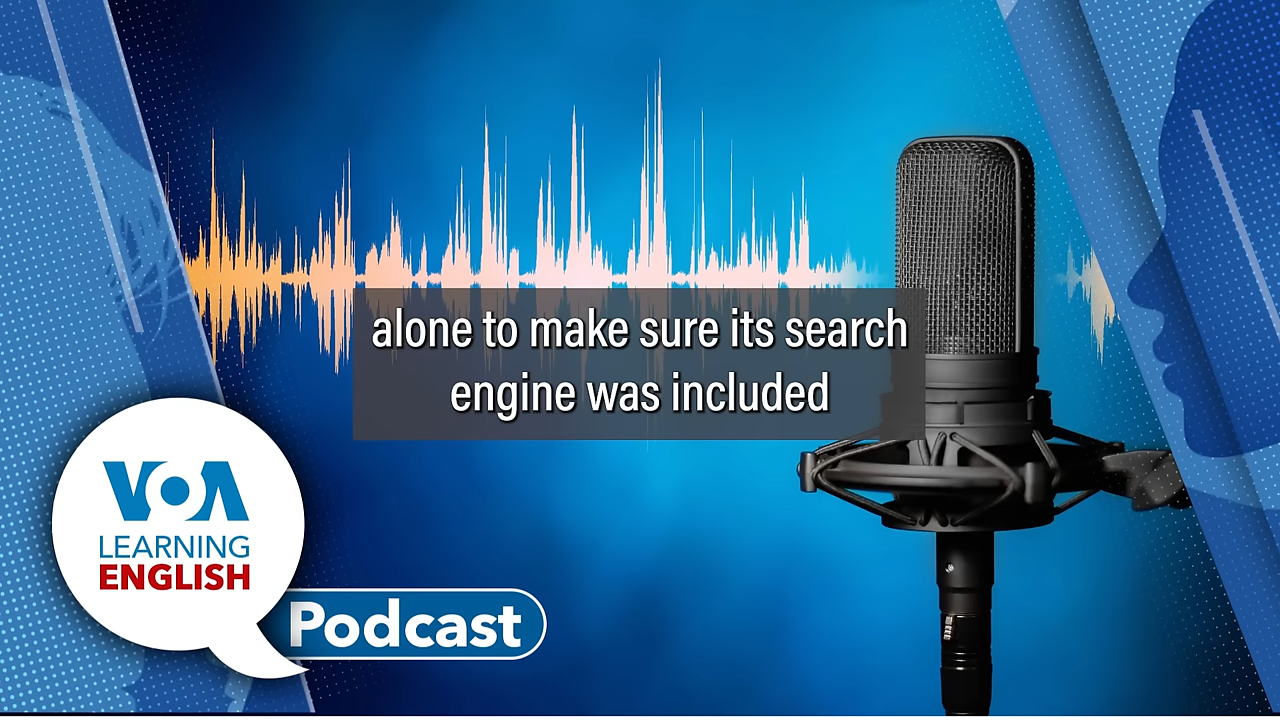 alone to make sure its search
engine was included
VOA
LEARNING
ENGLISH
Podcast